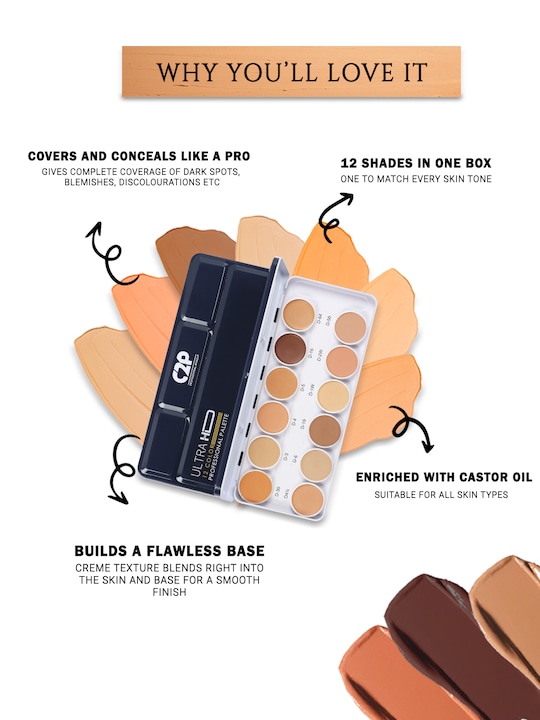 WHY YOU'LL LOVE IT
COVERS AND CONCEALS LIKE A PRO
GIVES COMPLETE COVERAGE OF DARK SPOTS,
BLEMISHES, DISCOLOURATIONS ETC
12 SHADES IN ONE BOX
ONE TO MATCH EVERY SKIN TONE
C2P
ULTRA HD
12 COLOR
PROFESSIONAL PALETTE
ENRICHED WITH CASTOR OIL
SUITABLE FOR ALL SKIN TYPES
BUILDS A FLAWLESS BASE
CREME TEXTURE BLENDS RIGHT INTO
THE SKIN AND BASE FOR A SMOOTH
FINISH